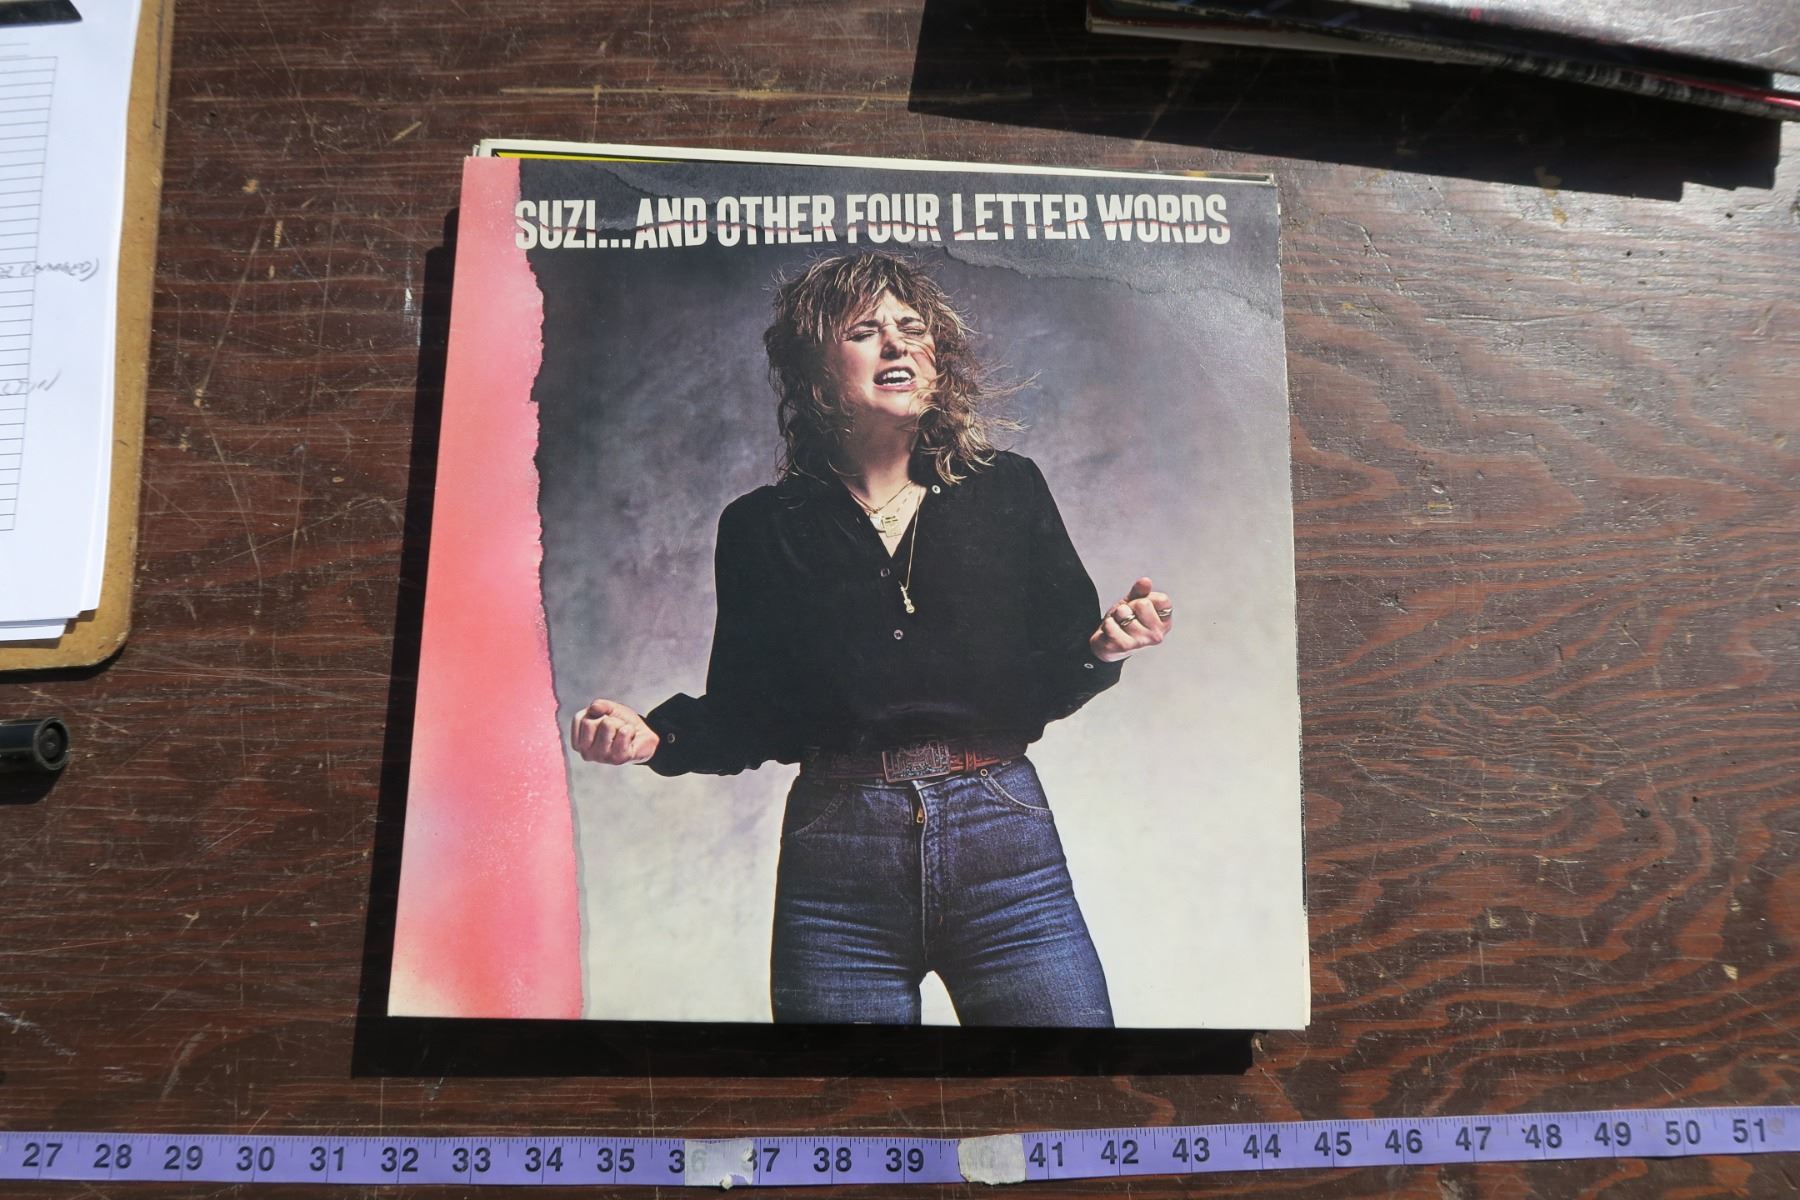 SUZI...AND OTHER FOUR LETTER WORDS
27 28 29 30 31 32 33 34 35 36 37 38 39 41 42 43 44 45 46 47 48 49 50 51